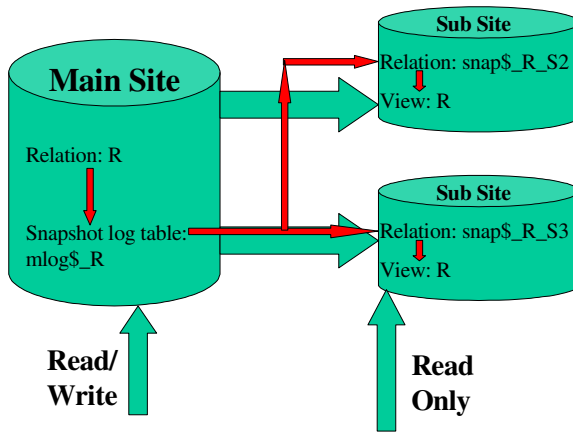 Main Site
Relation: R
Snapshot log table:
mlog$_R
Read/
Write
Sub Site
Relation: snap$_R_S2
View: R
Sub Site
Relation: snap$_R_S3
View: R
Read
Only